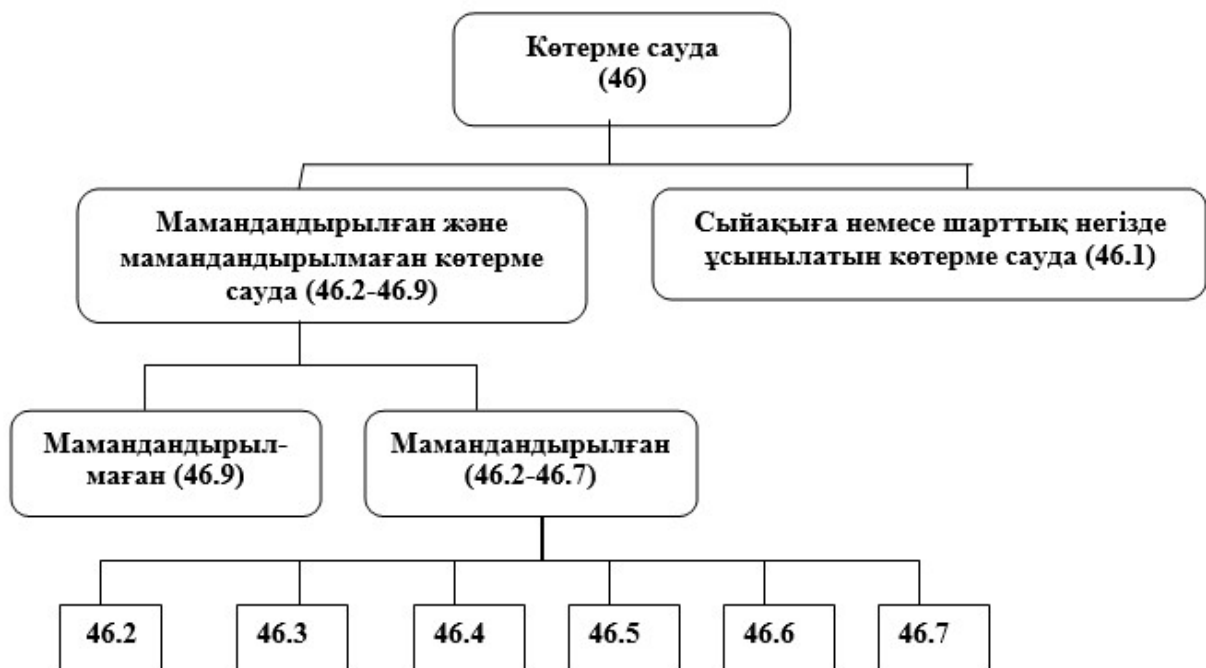 Көтерме сауда
(46)
Мамандандырылған және
мамандандырылмаған көтерме
сауда (46.2-46.9)
Сыйақыға немесе шарттық негізде
ұсынылатын көтерме сауда (46.1)
Мамандандырыл-
маған (46.9)
Мамандандырылған
(46.2-46.7)
46.2
46.3
46.4
46.5
46.6
46.7